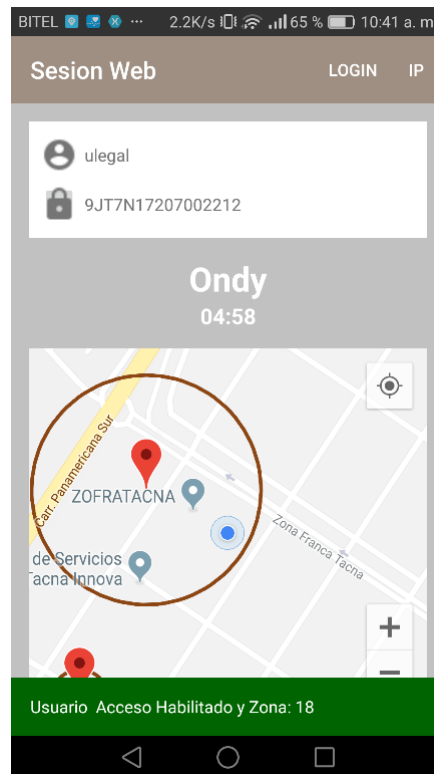 BITEL ... 2.2K/s 65 % 10:41 a. m
Sesion Web LOGIN IP
ulegal
9JT7N17207002212
Ondy
04:58
Carr. Panamericana Sur
ZOFRATACNA
Zona Franca Tacna
de Servicios
Tacna Innova
+
−
Usuario Acceso Habilitado y Zona: 18